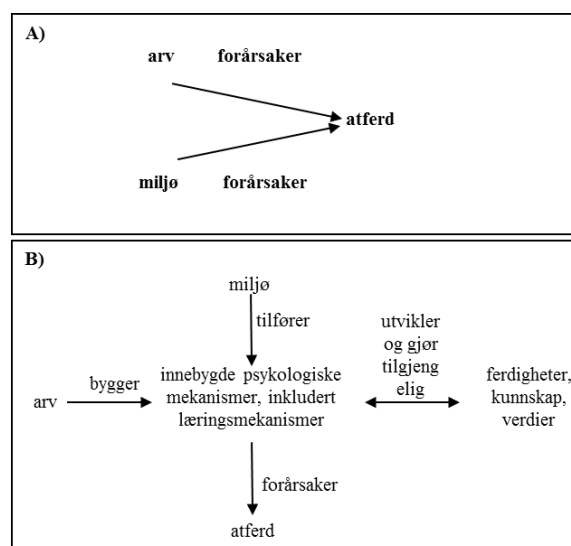 A)
arv forårsaker
atferd
miljø forårsaker
B)
miljø
tilfører
utvikler
og gjør
tilgjeng
elig
arv
bygger
innebygde psykologiske
mekanismer, inkludert
læringsmekanismer
ferdigheter,
kunnskap,
verdier
forårsaker
atferd